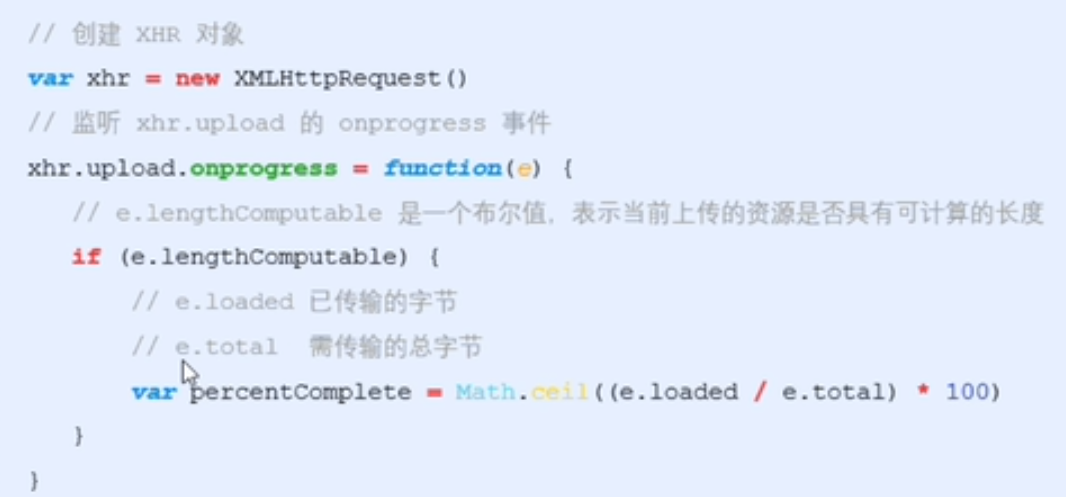 // 创建 XHR 对象
var xhr = new XMLHttpRequest()
// 监听 xhr.upload 的 onprogress 事件
xhr.upload.onprogress = function(e) {
// e.lengthComputable 是一个布尔值，表示当前上传的资源是否具有可计算的长度
if (e.lengthComputable) {
// e.loaded 已传输的字节
// e.total 需传输的总字节
var percentComplete = Math.ceil((e.loaded / e.total) * 100)
}
}